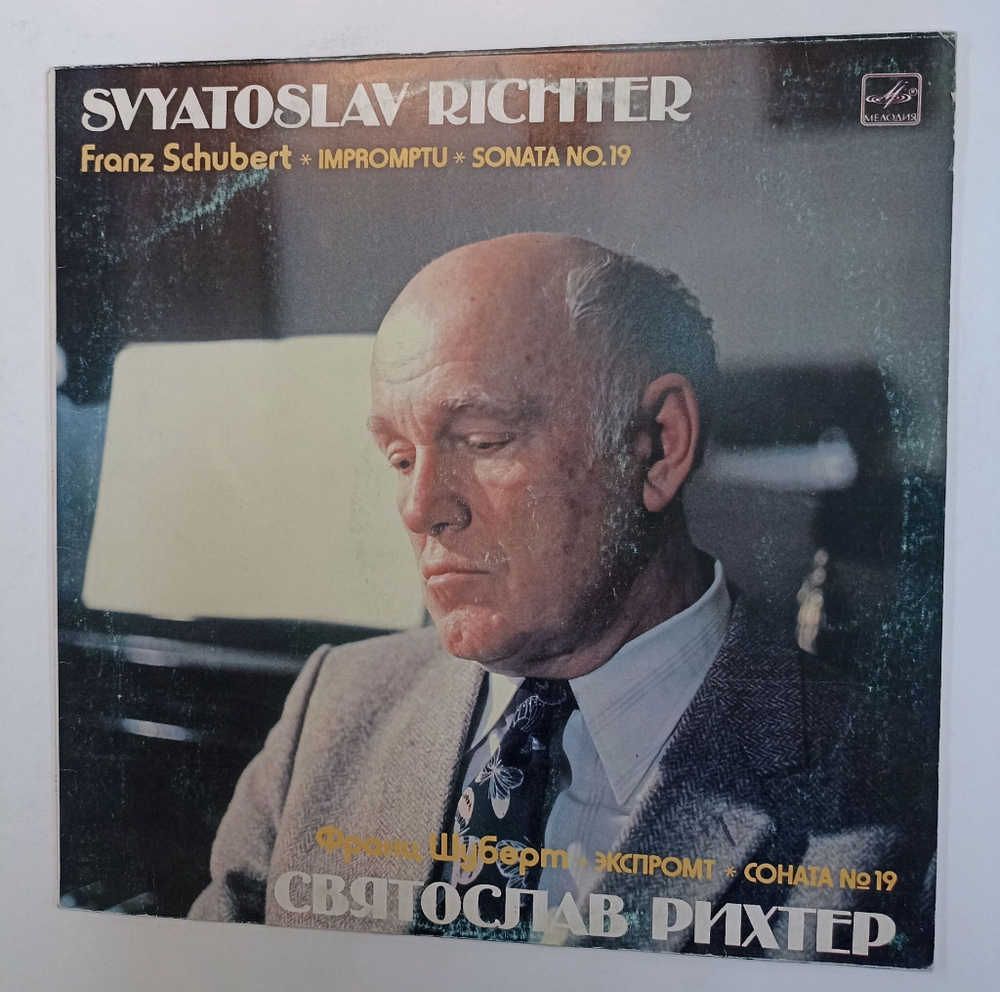 SVYATOSLAV RICHTER
МЕЛОДИЯ
Franz Schubert * IMPROMPTU * SONATA NO.19
Франц Шуберт * ЭКСПРОМТ * СОНАТА №19
СВЯТОСЛАВ РИХТЕР